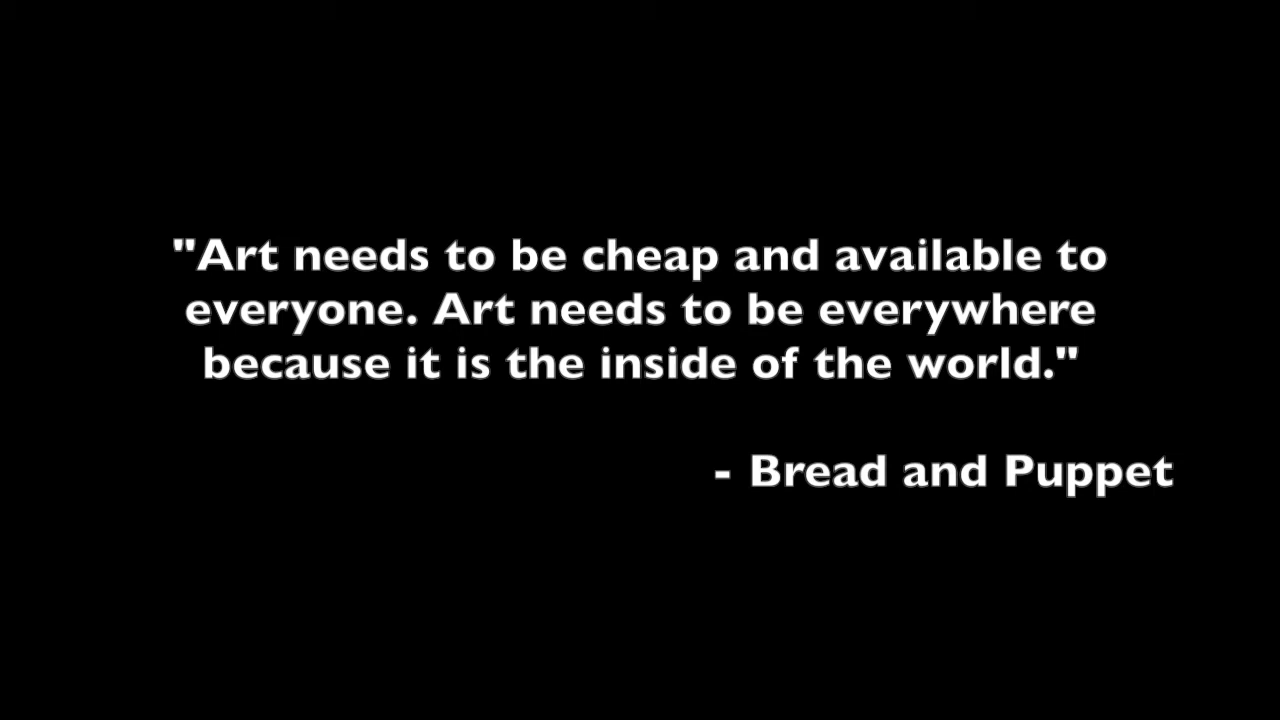 "Art needs to be cheap and available to
everyone. Art needs to be everywhere
because it is the inside of the world."
- Bread and Puppet